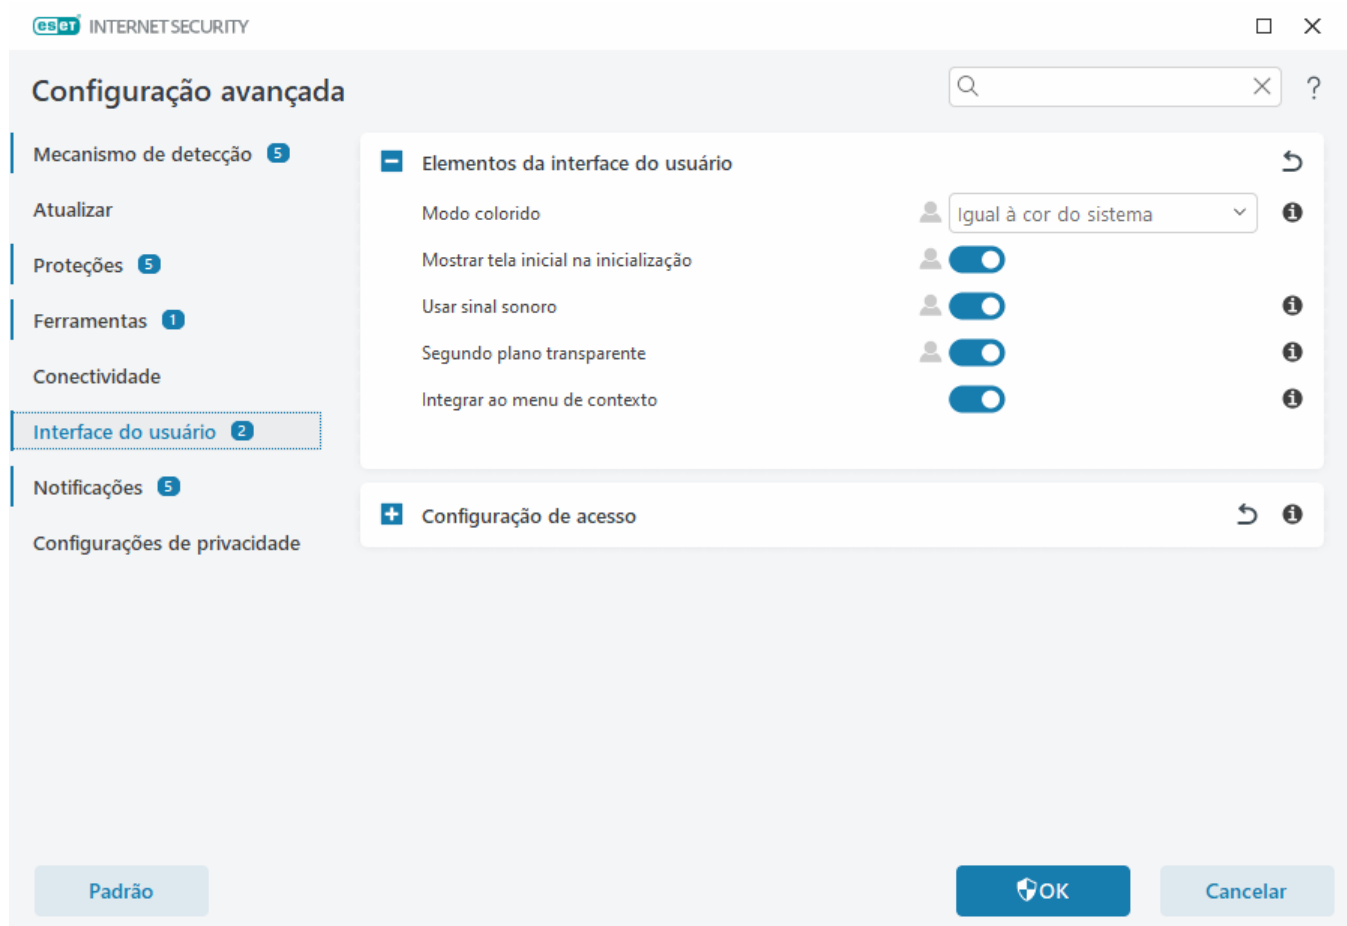 eset INTERNET SECURITY
Configuração avançada
?
Mecanismo de detecção 5
Atualizar
Proteções 5
Ferramentas 1
Conectividade
Interface do usuário 2
Notificações 5
Configurações de privacidade
Elementos da interface do usuário
Modo colorido Igual à cor do sistema
Mostrar tela inicial na inicialização
Usar sinal sonoro
Segundo plano transparente
Integrar ao menu de contexto
Configuração de acesso
Padrão
OK
Cancelar